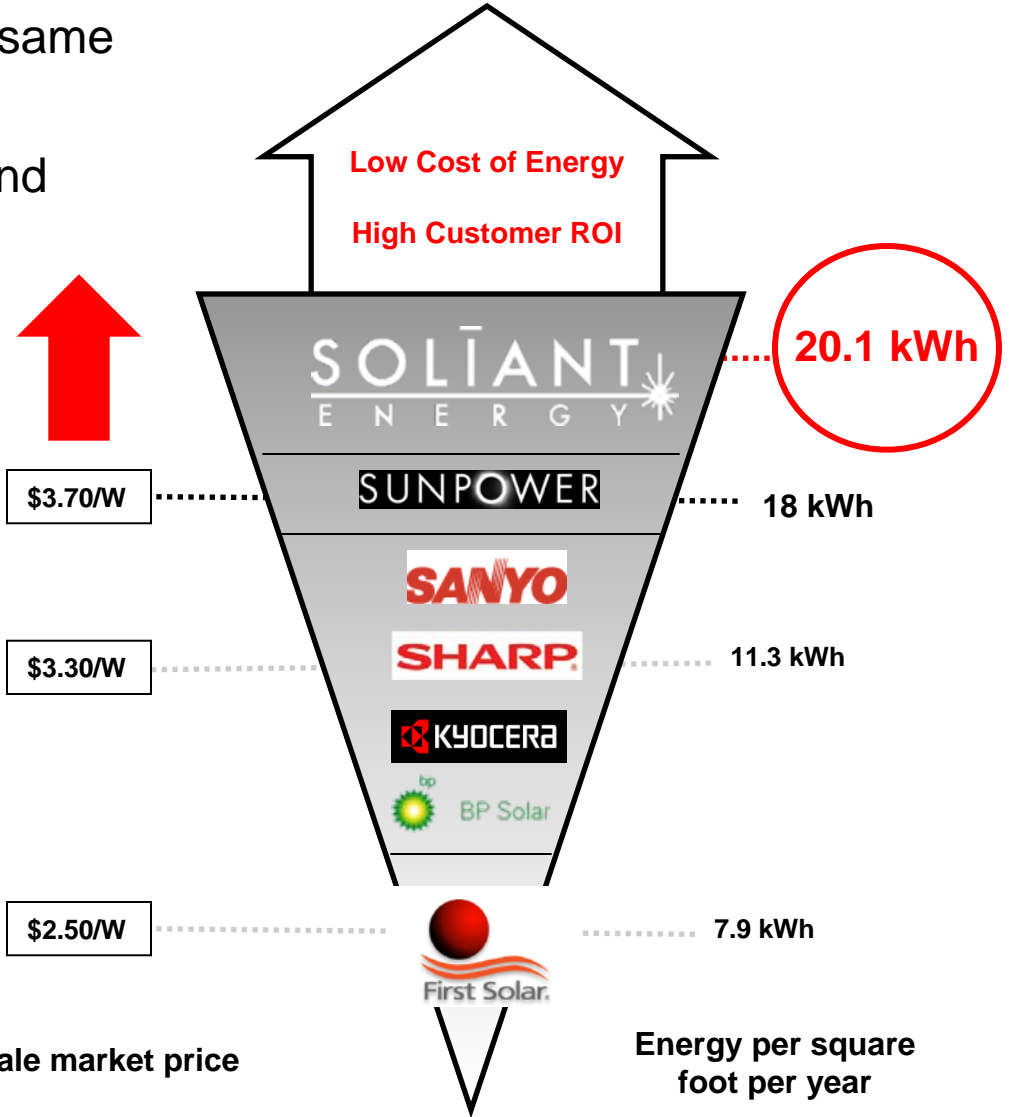 same
nd
Low Cost of Energy
High Customer ROI
SOLĪANT
ENERGY
20.1 kWh
$3.70/W
SUNPOWER
18 kWh
SANYO
$3.30/W
SHARP
11.3 kWh
KYOCERA
bp
BP Solar
$2.50/W
7.9 kWh
First Solar.
ale market price
Energy per square
foot per year